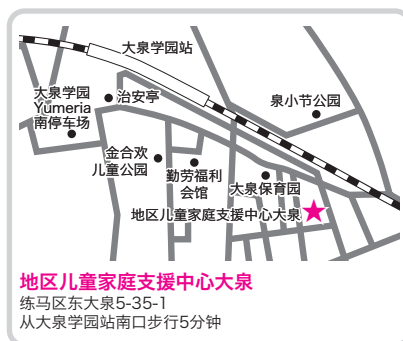 大泉学园站
大泉学园
Yumeria
南停车场
治安亭
泉小节公园
金合欢
儿童公园
勤劳福利
会馆
大泉保育园
地区儿童家庭支援中心大泉
地区儿童家庭支援中心大泉
练马区东大泉5-35-1
从大泉学园站南口步行5分钟